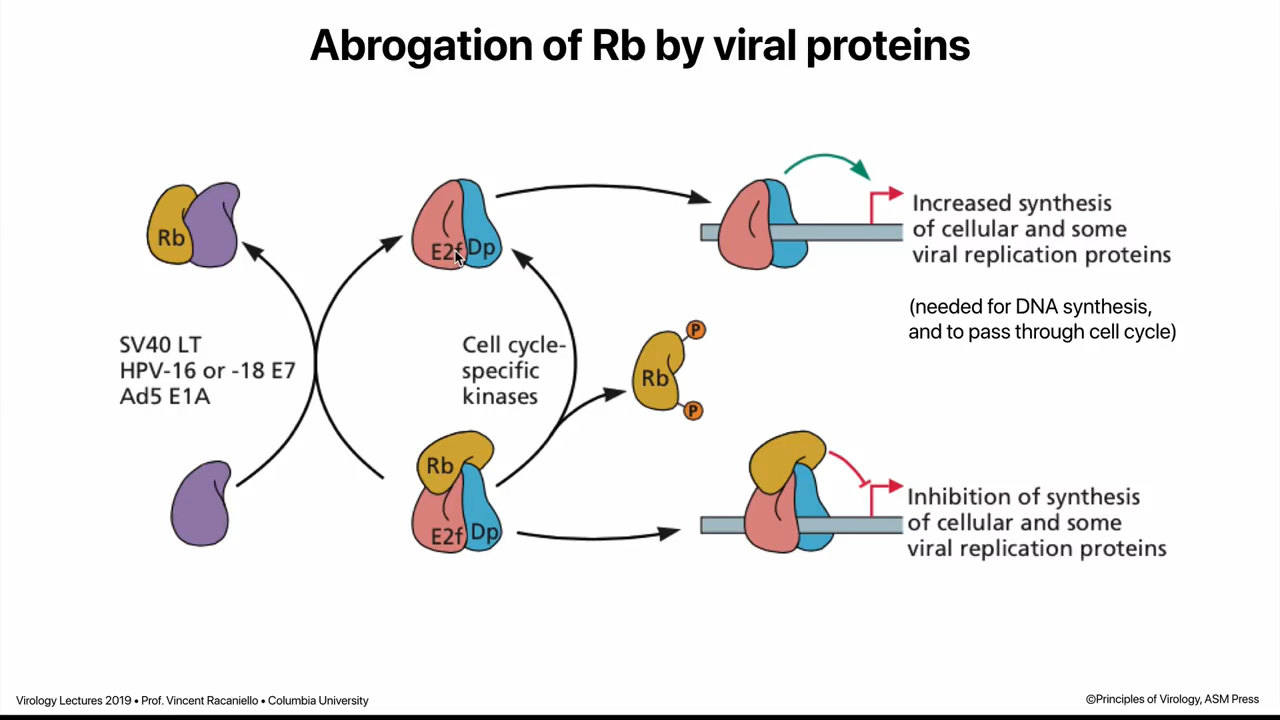 Abrogation of Rb by viral proteins
Rb
E2f Dp
Increased synthesis
of cellular and some
viral replication proteins
(needed for DNA synthesis,
and to pass through cell cycle)
SV40 LT
HPV-16 or -18 E7
Ad5 E1A
Cell cycle-
specific
kinases
P
Rb
P
Rb
E2f Dp
Inhibition of synthesis
of cellular and some
viral replication proteins
Virology Lectures 2019 • Prof. Vincent Racaniello • Columbia University
©Principles of Virology, ASM Press